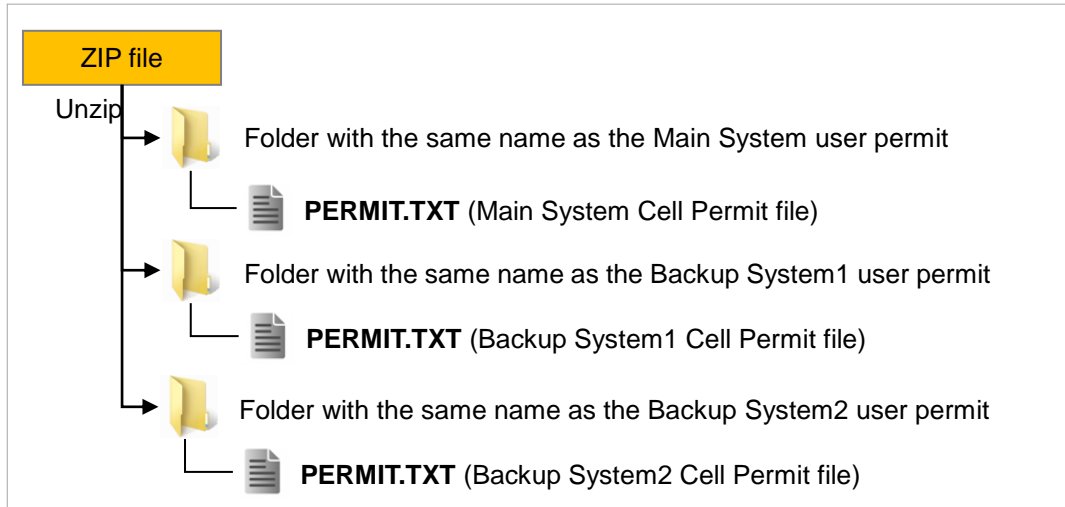 ZIP file
Unzip
Folder with the same name as the Main System user permit
PERMIT.TXT (Main System Cell Permit file)
Folder with the same name as the Backup System1 user permit
PERMIT.TXT (Backup System1 Cell Permit file)
Folder with the same name as the Backup System2 user permit
PERMIT.TXT (Backup System2 Cell Permit file)